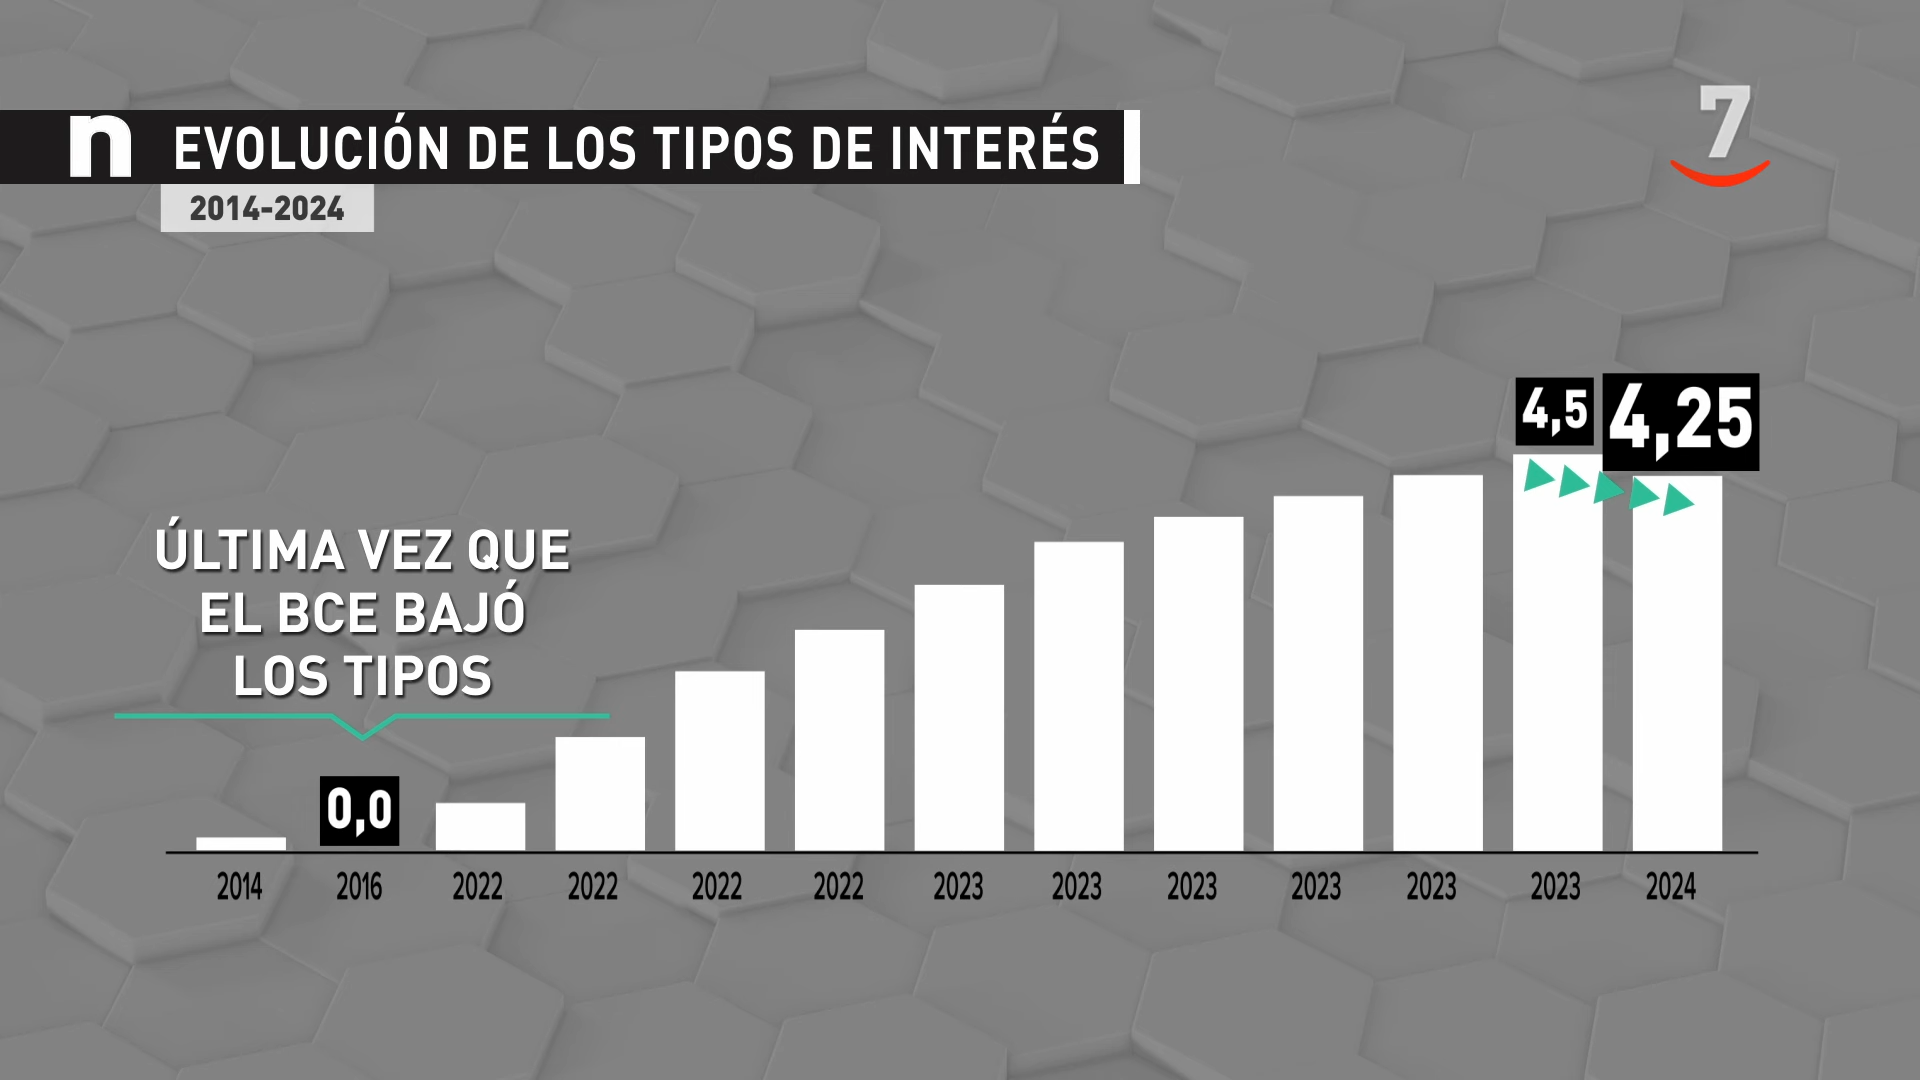 n EVOLUCIÓN DE LOS TIPOS DE INTERÉS
2014-2024
7
4,5 4,25
ÚLTIMA VEZ QUE
EL BCE BAJÓ
LOS TIPOS
0,0
2014 2016 2022 2022 2022 2022 2023 2023 2023 2023 2023 2023 2024